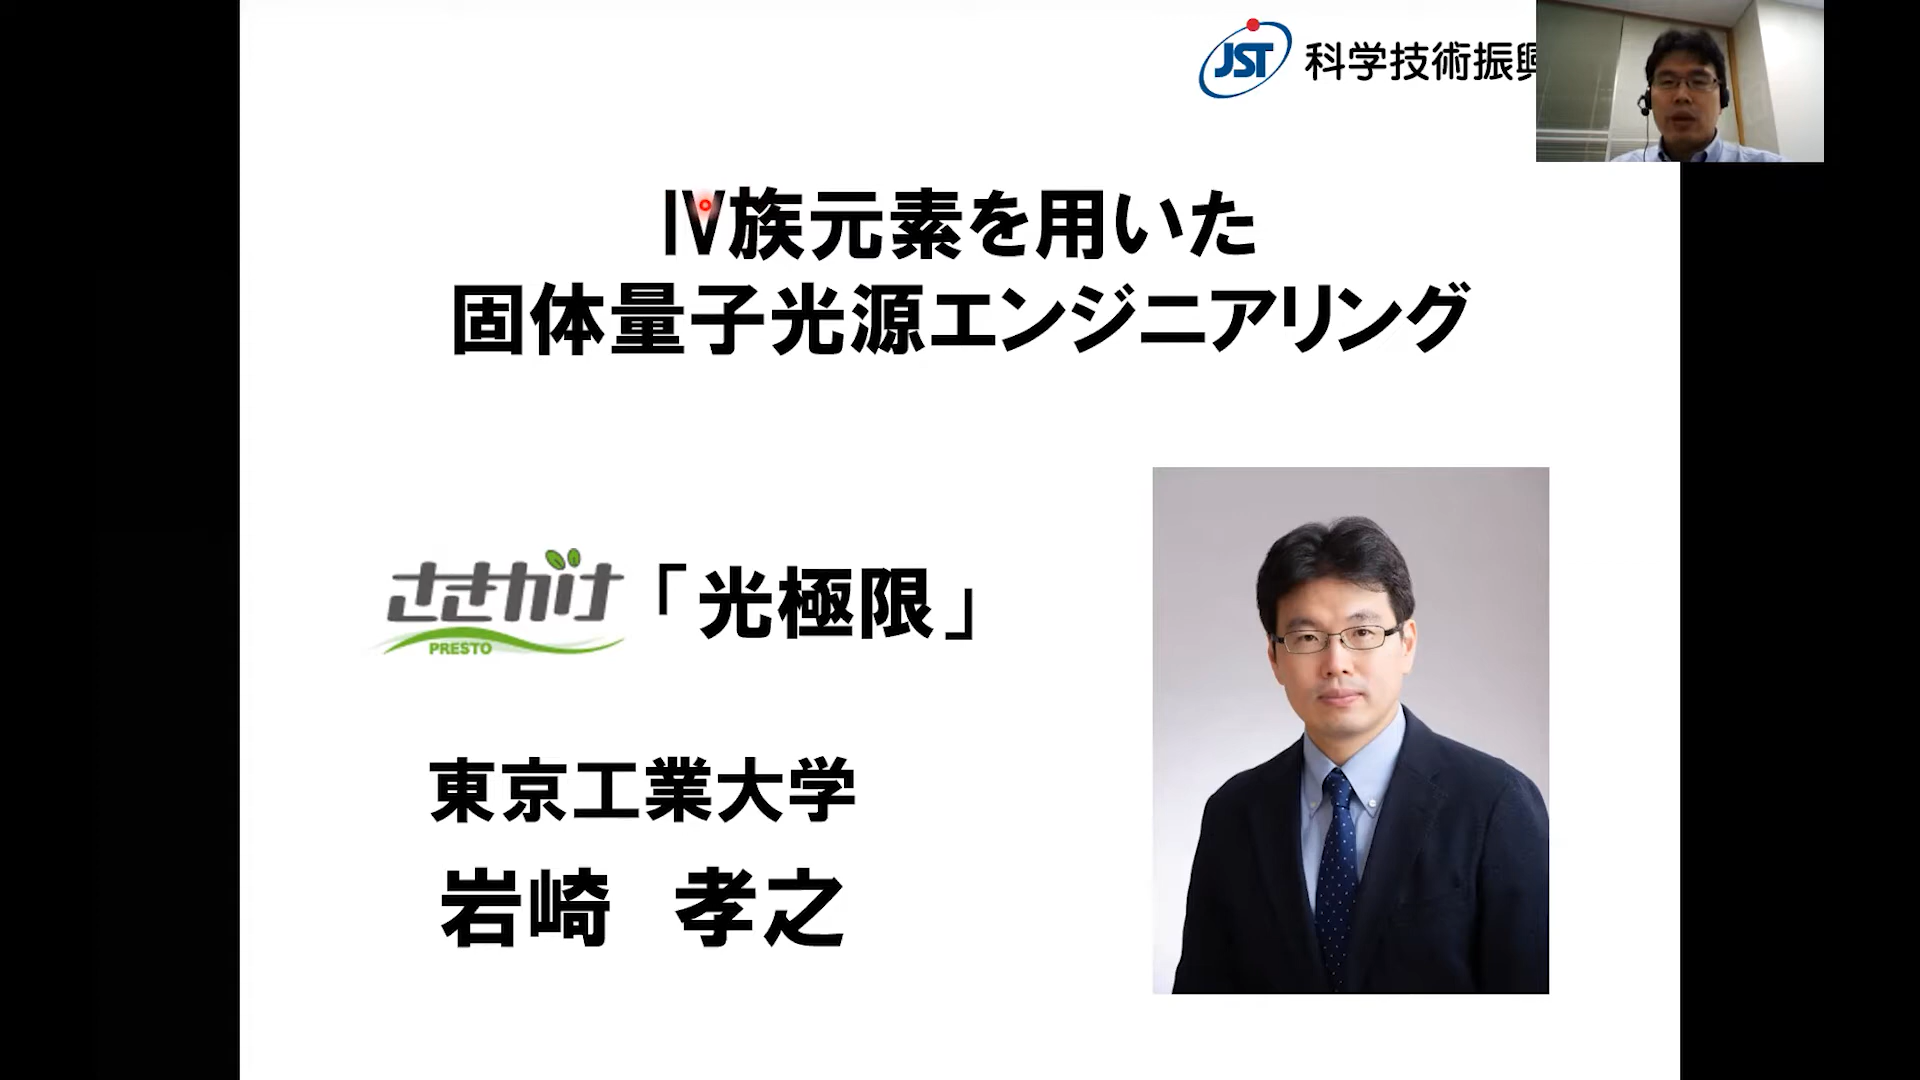 JST 科学技術振興
Ⅳ族元素を用いた
固体量子光源エンジニアリング
さきがけ「光極限」
PRESTO
東京工業大学
岩崎 孝之